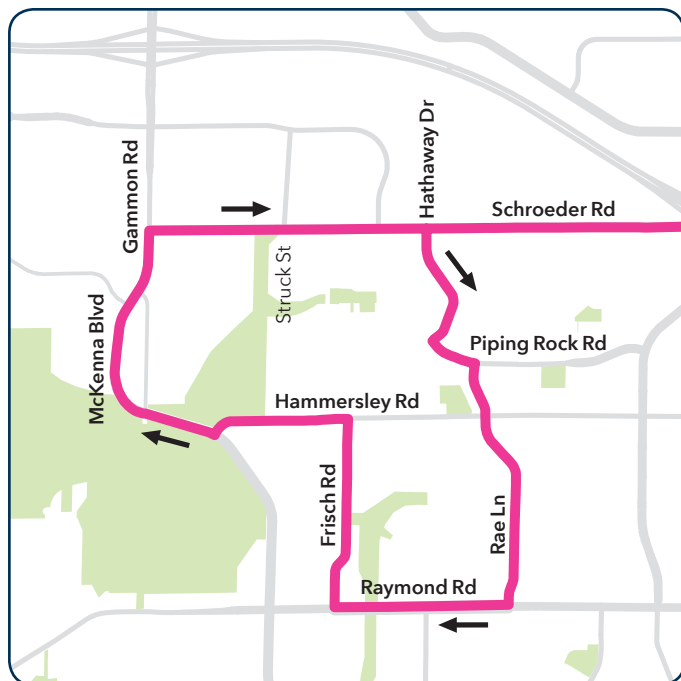 Gammon Rd
Hathaway Dr
Schroeder Rd
Struck St
McKenna Blvd
Piping Rock Rd
Hammersley Rd
Frisch Rd
Rae Ln
Raymond Rd